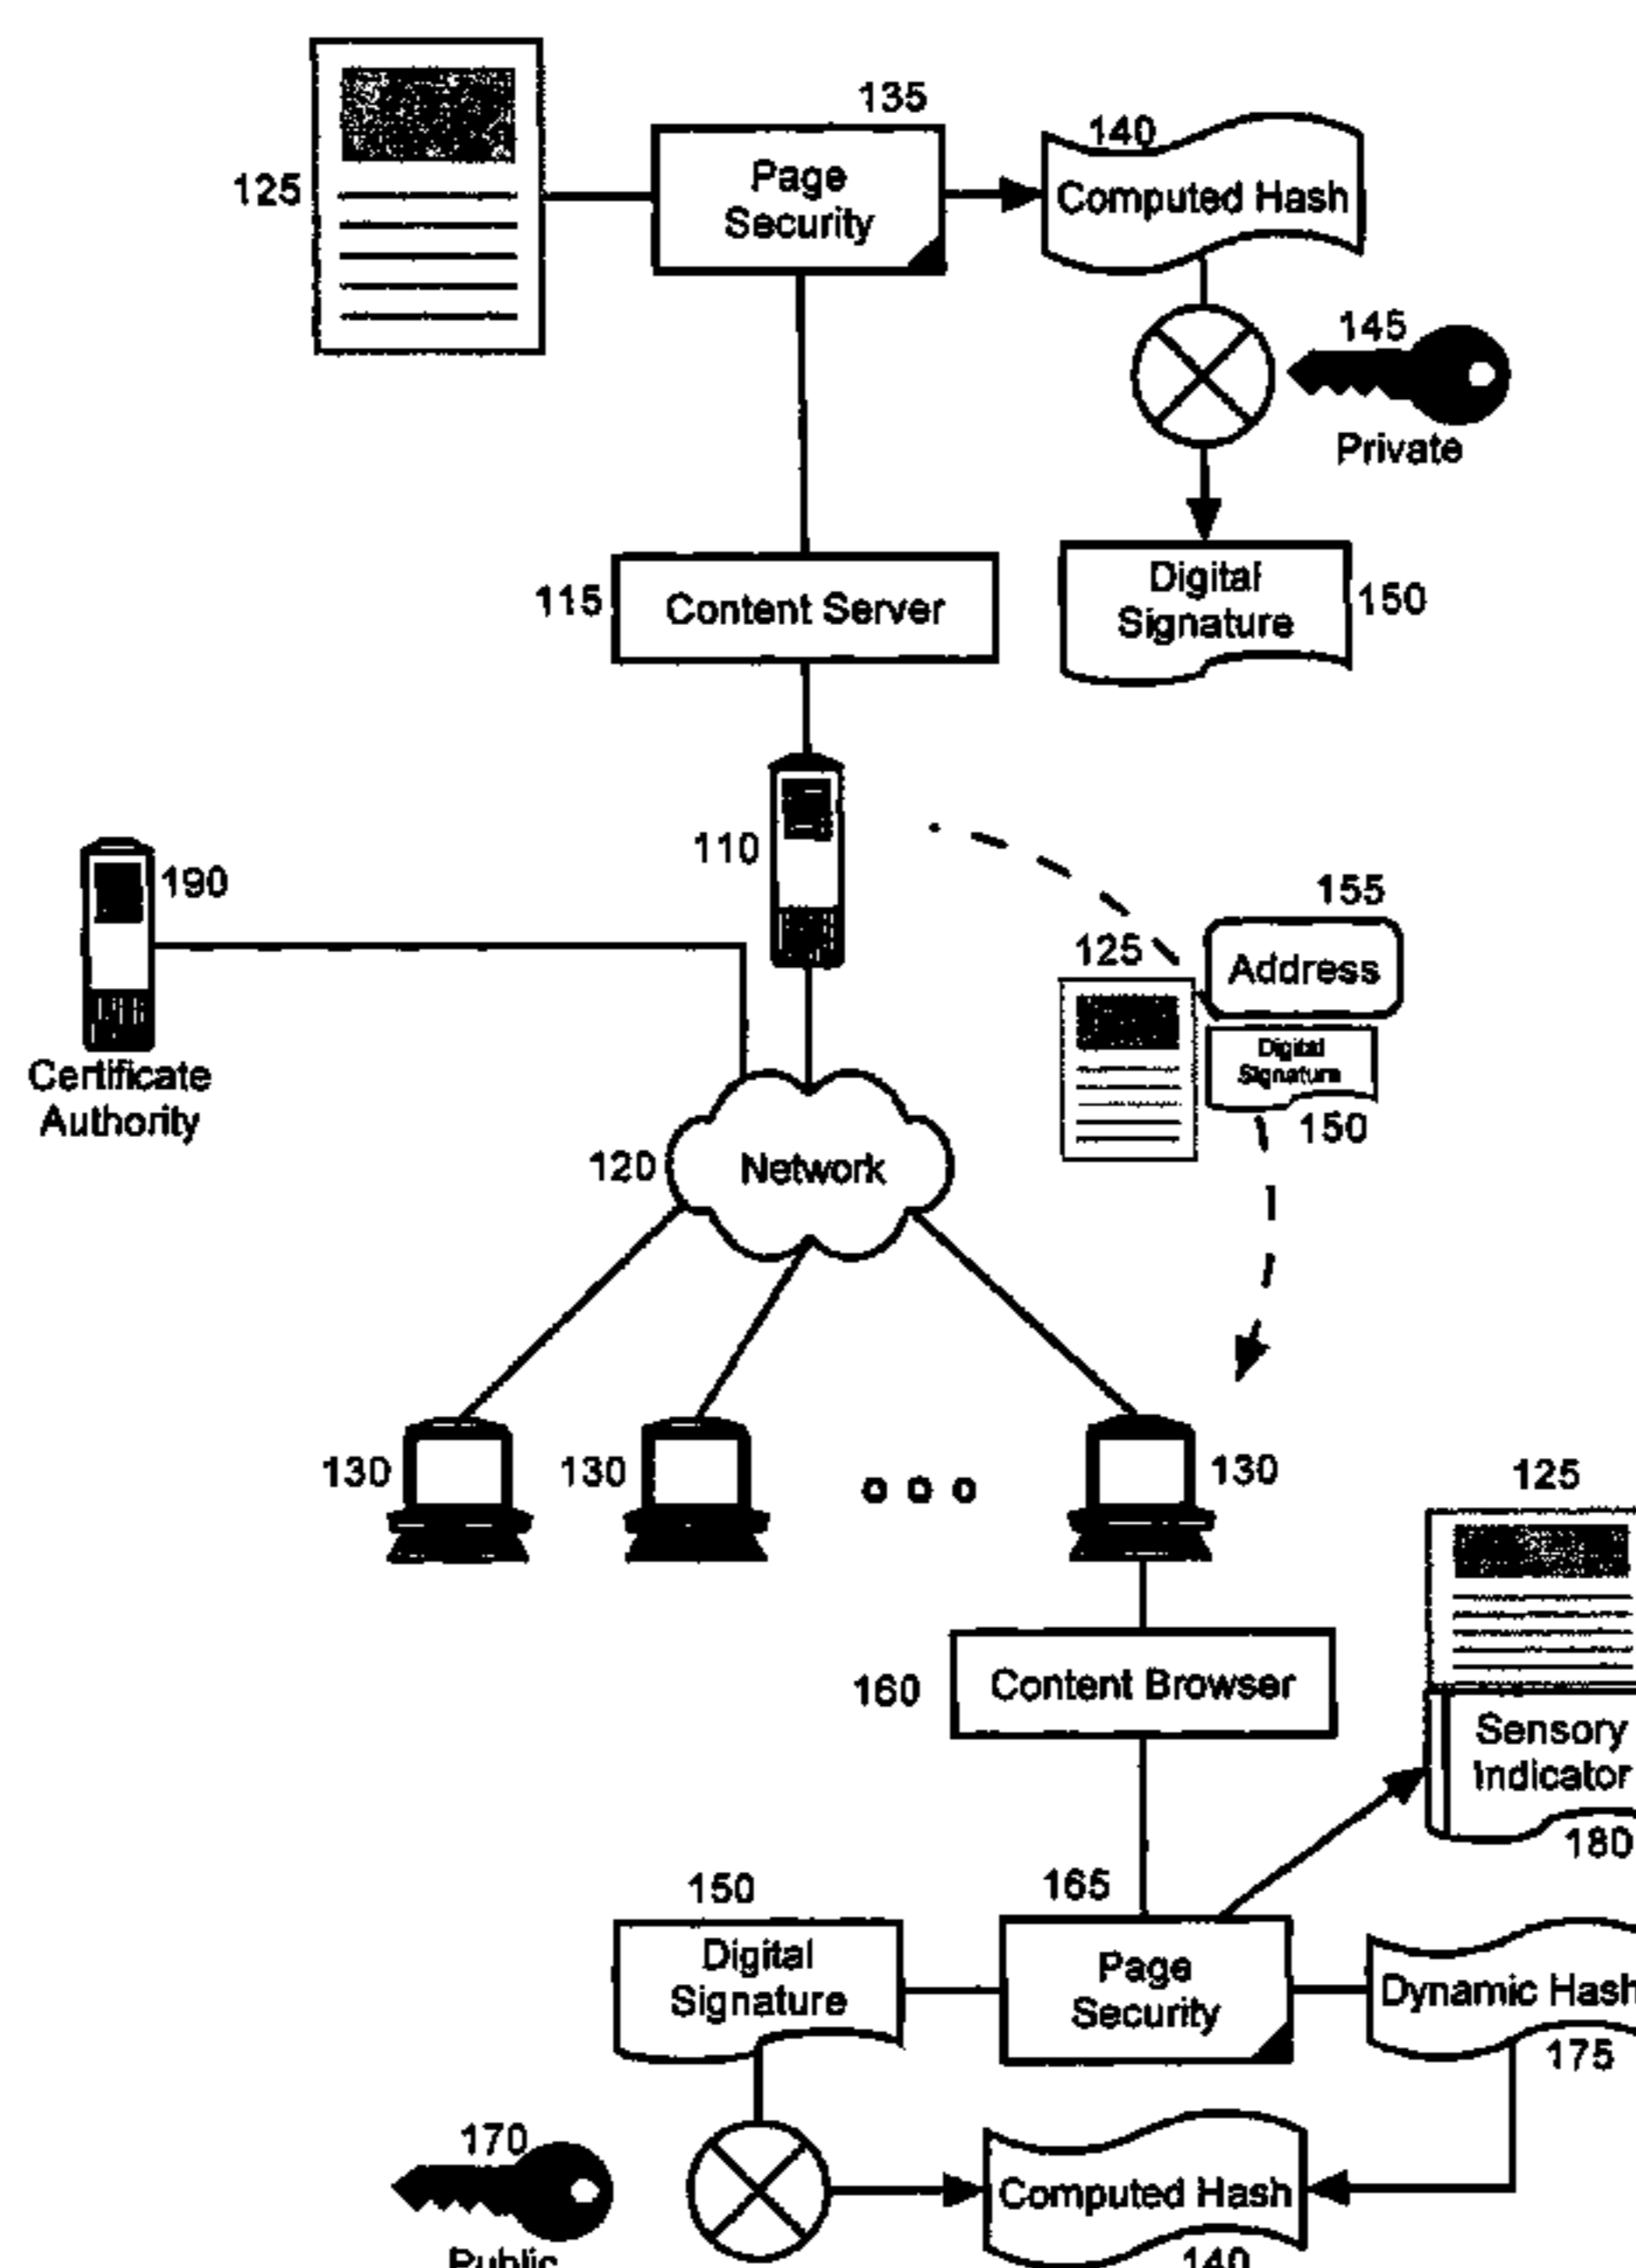 135
140
125
Page
Security
Computed Hash
145
Private
115
Content Server
Digital
Signature
150
110
190
155
125
Address
Digital
Signature
150
Certificate
Authority
120
Network
130
130
130
125
160
Content Browser
Sensory
Indicator
180
150
165
Digital
Signature
Page
Security
Dynamic Hash
175
170
Computed Hash
Public
140